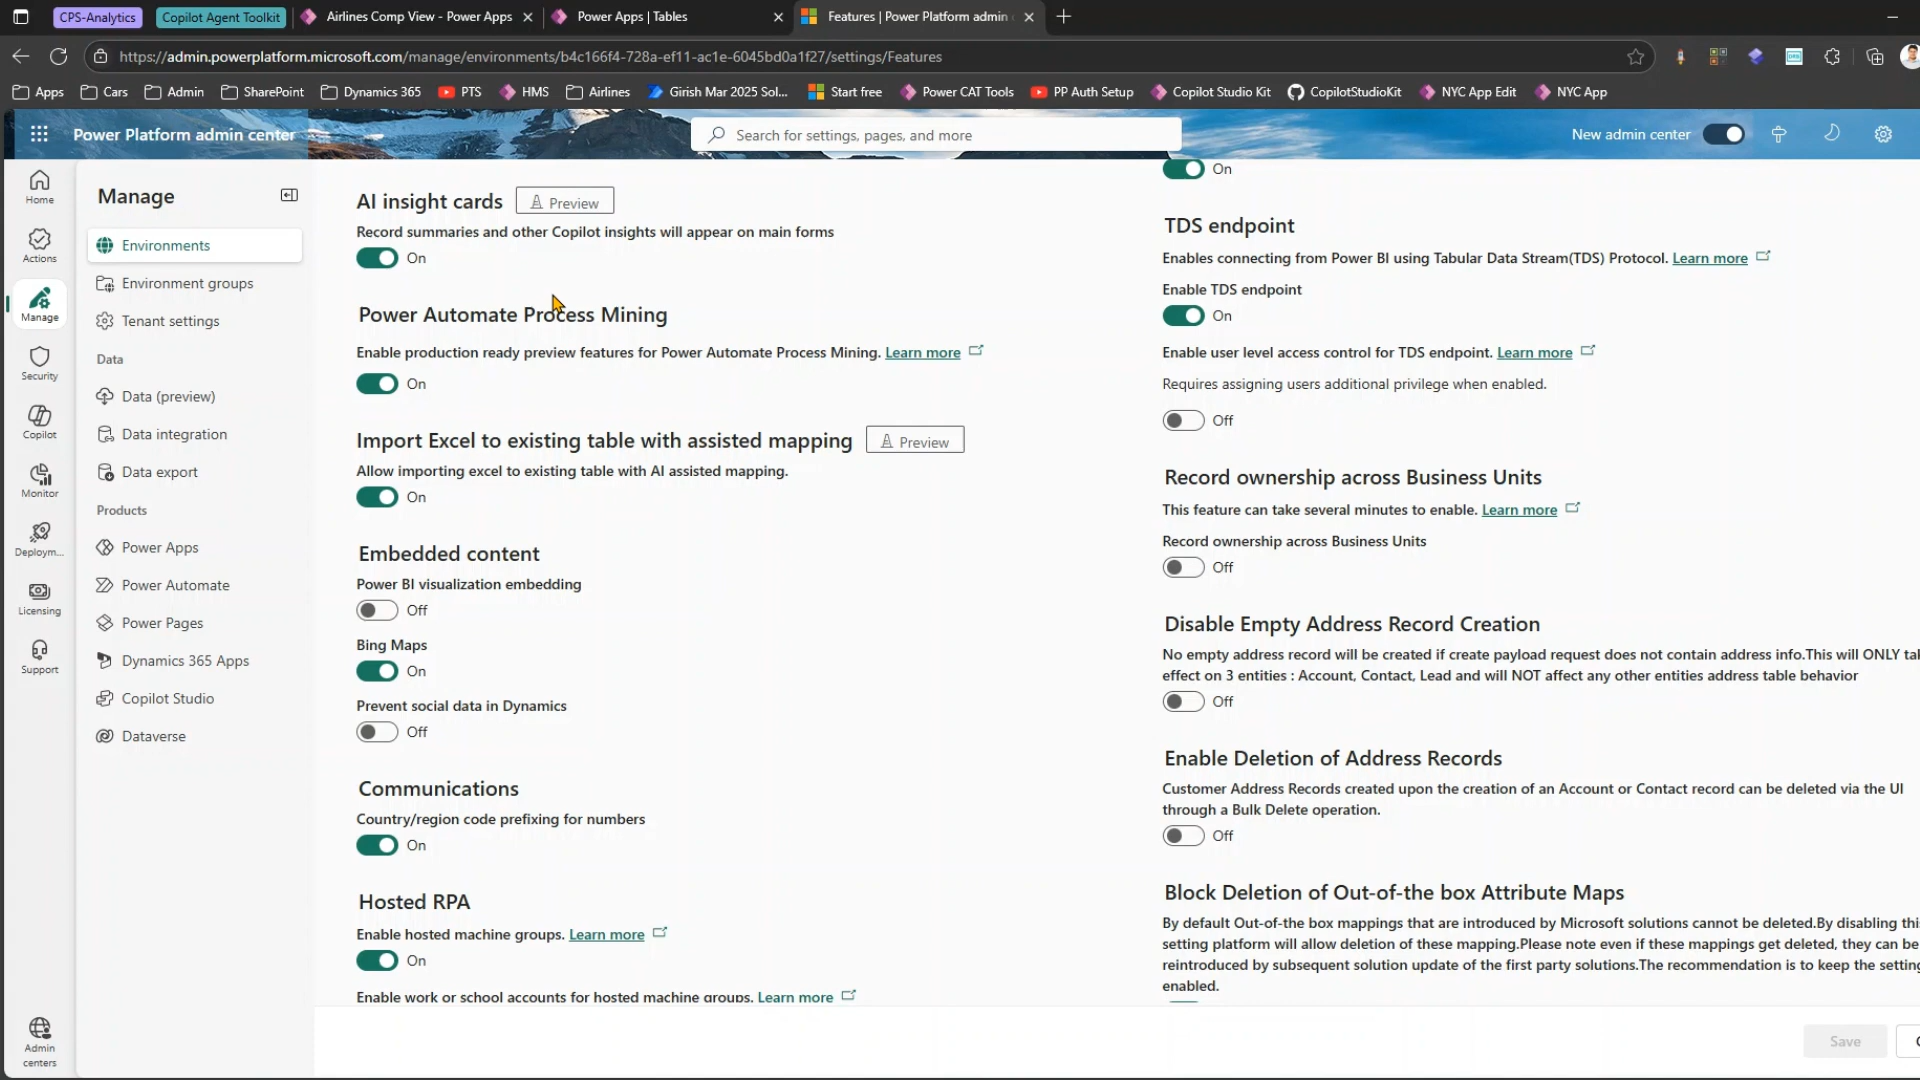 CPS-Analytics
Copilot Agent Toolkit
Airlines Comp View - Power Apps
Power Apps | Tables
Features | Power Platform admin
https://admin.powerplatform.microsoft.com/manage/environments/b4c166f4-728a-ef11-ac1e-6045bd0a1f27/settings/Features
Apps
Cars
Admin
SharePoint
Dynamics 365
PTS
HMS
Airlines
Girish Mar 2025 Sol...
Start free
Power CAT Tools
PP Auth Setup
Copilot Studio Kit
CopilotStudioKit
NYC App Edit
NYC App
Power Platform admin center
Search for settings, pages, and more
New admin center
Home
Actions
Manage
Security
Copilot
Monitor
Deploym...
Licensing
Support
Admin
centers
Manage
Environments
Environment groups
Tenant settings
Data
Data (preview)
Data integration
Data export
Products
Power Apps
Power Automate
Power Pages
Dynamics 365 Apps
Copilot Studio
Dataverse
AI insight cards
Preview
Record summaries and other Copilot insights will appear on main forms
On
Power Automate Process Mining
Enable production ready preview features for Power Automate Process Mining. Learn more
On
Import Excel to existing table with assisted mapping
Preview
Allow importing excel to existing table with AI assisted mapping.
On
Embedded content
Power BI visualization embedding
Off
Bing Maps
On
Prevent social data in Dynamics
Off
Communications
Country/region code prefixing for numbers
On
Hosted RPA
Enable hosted machine groups. Learn more
On
Enable work or school accounts for hosted machine groups. Learn more
On
TDS endpoint
Enables connecting from Power BI using Tabular Data Stream(TDS) Protocol. Learn more
Enable TDS endpoint
On
Enable user level access control for TDS endpoint. Learn more
Requires assigning users additional privilege when enabled.
Off
Record ownership across Business Units
This feature can take several minutes to enable. Learn more
Record ownership across Business Units
Off
Disable Empty Address Record Creation
No empty address record will be created if create payload request does not contain address info.This will ONLY tak
effect on 3 entities : Account, Contact, Lead and will NOT affect any other entities address table behavior
Off
Enable Deletion of Address Records
Customer Address Records created upon the creation of an Account or Contact record can be deleted via the UI
through a Bulk Delete operation.
Off
Block Deletion of Out-of-the box Attribute Maps
By default Out-of-the box mappings that are introduced by Microsoft solutions cannot be deleted.By disabling this
setting platform will allow deletion of these mapping.Please note even if these mappings get deleted, they can be
reintroduced by subsequent solution update of the first party solutions.The recommendation is to keep the setting
enabled.
Save